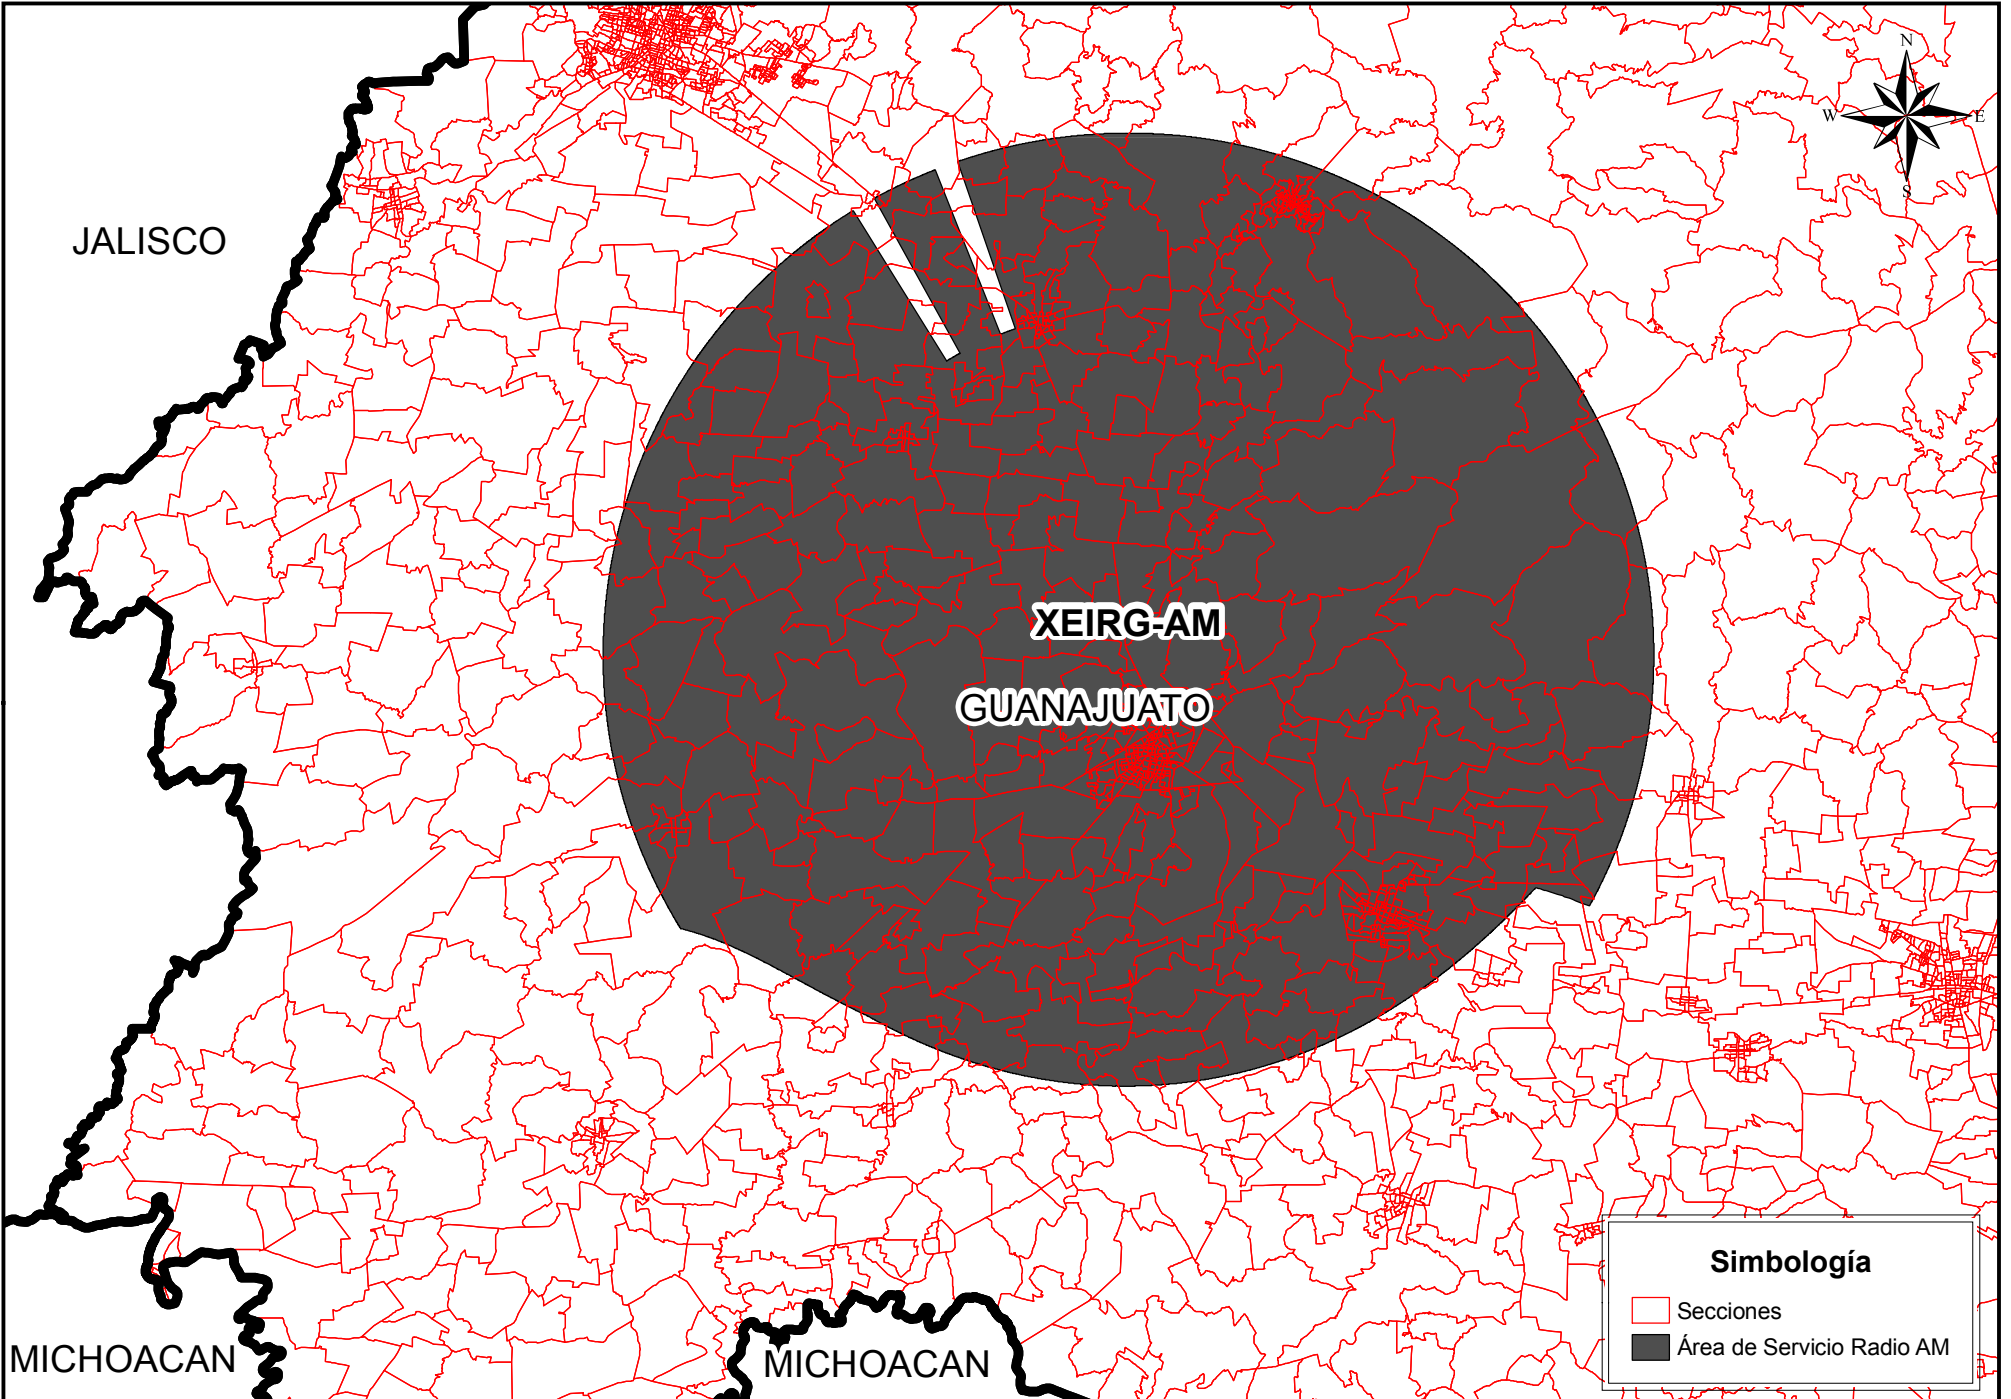 N
W E
S
JALISCO
XEIRG-AM
GUANAJUATO
Simbología
Secciones
Área de Servicio Radio AM
MICHOACAN
MICHOACAN